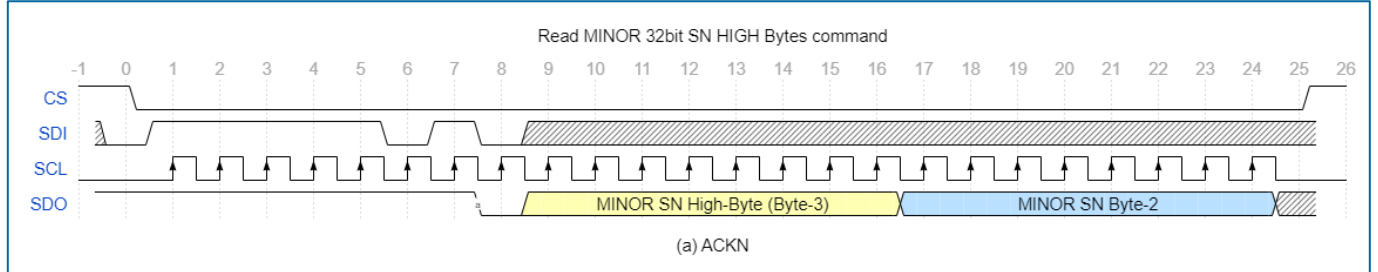 Read MINOR 32bit SN HIGH Bytes command
-1 0 1 2 3 4 5 6 7 8 9 10 11 12 13 14 15 16 17 18 19 20 21 22 23 24 25 26
CS
SDI
SCL
SDO a MINOR SN High-Byte (Byte-3) MINOR SN Byte-2
(a) ACKN